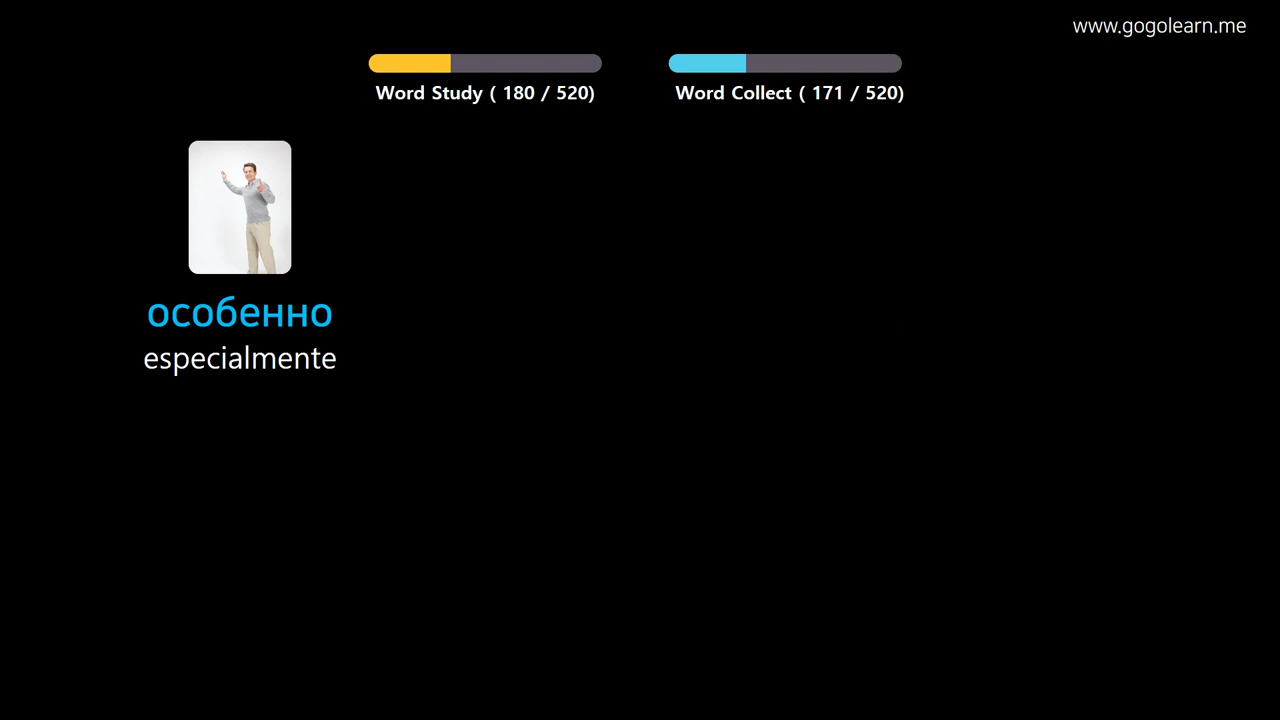 www.gogolearn.me
Word Study ( 180 / 520)
Word Collect ( 171 / 520)
особенно
especialmente